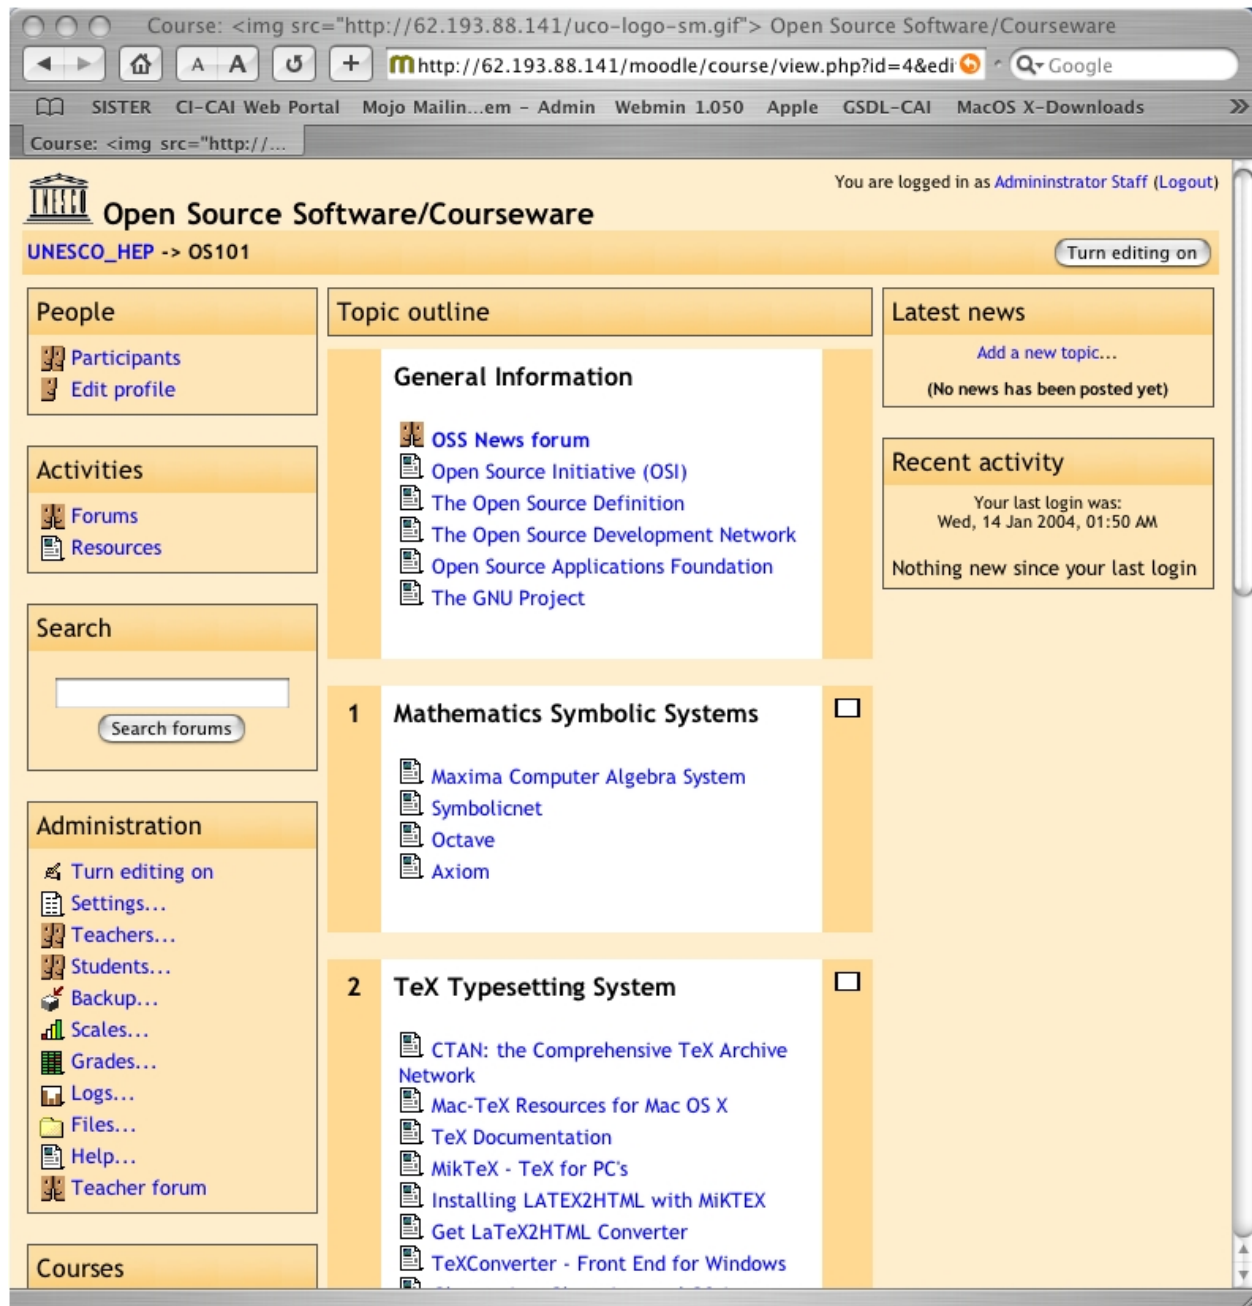 Course: <img src="http://62.193.88.141/uco-logo-sm.gif"> Open Source Software/Courseware
A A
+
http://62.193.88.141/moodle/course/view.php?id=4&edi
Google
SISTER CI-CAI Web Portal Mojo Mailin...em - Admin Webmin 1.050 Apple GSDL-CAI MacOS X-Downloads »
Course: <img src="http://...
You are logged in as Admininstrator Staff (Logout)
Open Source Software/Courseware
UNESCO_HEP -> OS101
Turn editing on
People
Participants
Edit profile
Activities
Forums
Resources
Search
Search forums
Administration
Turn editing on
Settings...
Teachers...
Students...
Backup...
Scales...
Grades...
Logs...
Files...
Help...
Teacher forum
Courses
Topic outline
General Information
OSS News forum
Open Source Initiative (OSI)
The Open Source Definition
The Open Source Development Network
Open Source Applications Foundation
The GNU Project
1 Mathematics Symbolic Systems
Maxima Computer Algebra System
Symbolicnet
Octave
Axiom
2 TeX Typesetting System
CTAN: the Comprehensive TeX Archive
Network
Mac-TeX Resources for Mac OS X
TeX Documentation
MikTeX - TeX for PC's
Installing LATEX2HTML with MiKTEX
Get LaTeX2HTML Converter
TeXConverter - Front End for Windows
Latest news
Add a new topic...
(No news has been posted yet)
Recent activity
Your last login was:
Wed, 14 Jan 2004, 01:50 AM
Nothing new since your last login